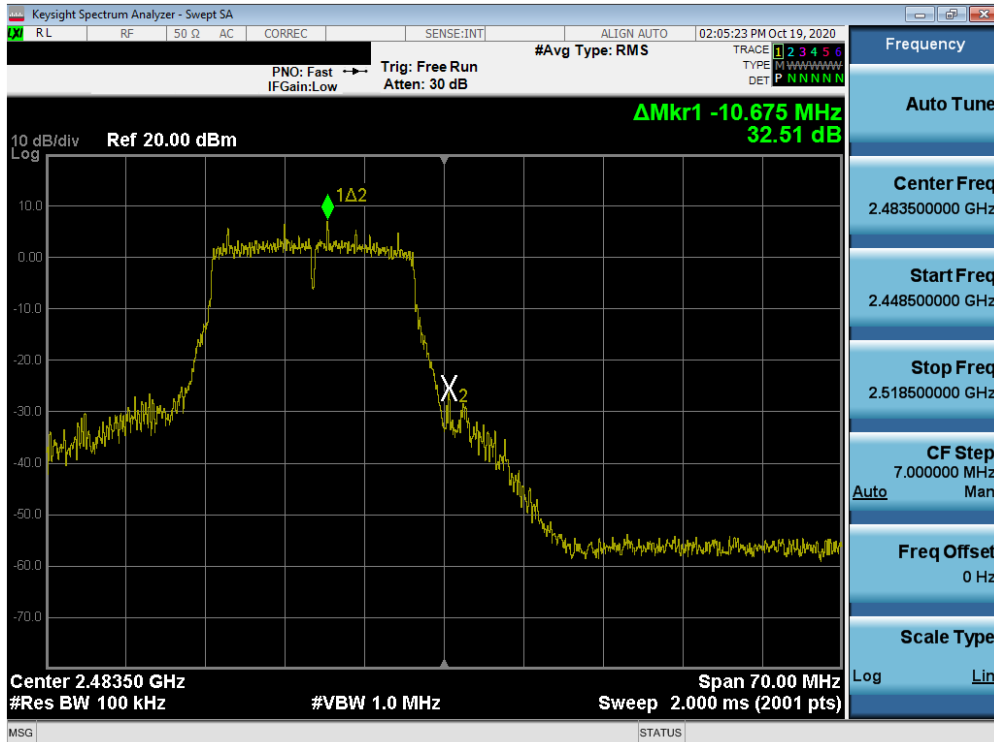 Keysight Spectrum Analyzer - Swept SA
LXI RL RF 50 Ω AC CORREC SENSE:INT ALIGN AUTO 02:05:23 PM Oct 19, 2020
#Avg Type: RMS
TRACE 1 2 3 4 5 6
TYPE M W W W W W
DET P N N N N N
PNO: Fast
IFGain:Low
Trig: Free Run
Atten: 30 dB
ΔMkr1 -10.675 MHz
32.51 dB
10 dB/div
Log
Ref 20.00 dBm
1Δ2
10.0
0.00
-10.0
-20.0
-30.0
-40.0
-50.0
-60.0
-70.0
X2
Center 2.48350 GHz
Span 70.00 MHz
#Res BW 100 kHz
#VBW 1.0 MHz
Sweep 2.000 ms (2001 pts)
MSG
STATUS
Frequency
Auto Tune
Center Freq
2.483500000 GHz
Start Freq
2.448500000 GHz
Stop Freq
2.518500000 GHz
CF Step
7.000000 MHz
Auto Man
Freq Offset
0 Hz
Scale Type
Log Lin